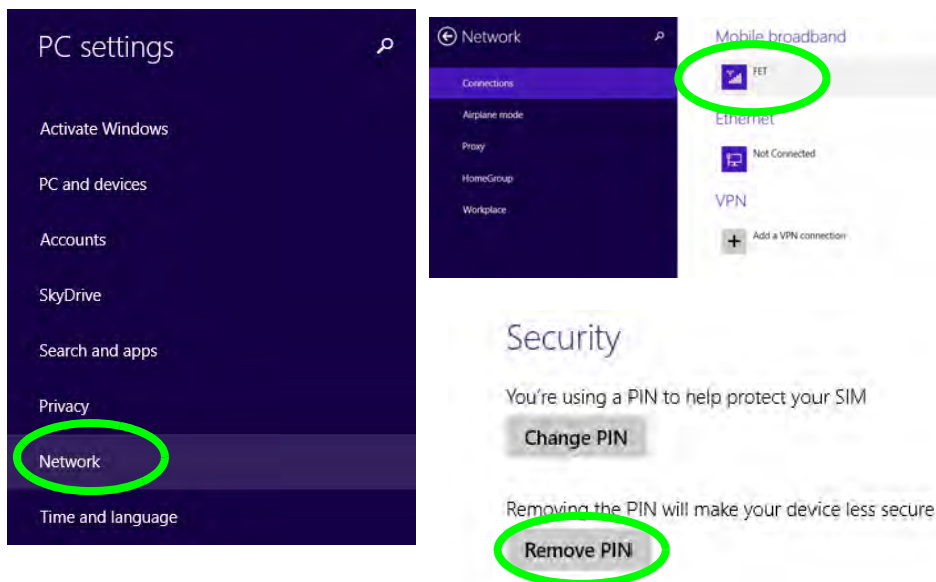 PC settings
Activate Windows
PC and devices
Accounts
SkyDrive
Search and apps
Privacy
Network
Time and language
Network
Connections
Airplane mode
Proxy
HomeGroup
Workplace
Mobile broadband
FET
Ethernet
Not Connected
VPN
Add a VPN connection
Security
You're using a PIN to help protect your SIM
Change PIN
Removing the PIN will make your device less secure
Remove PIN